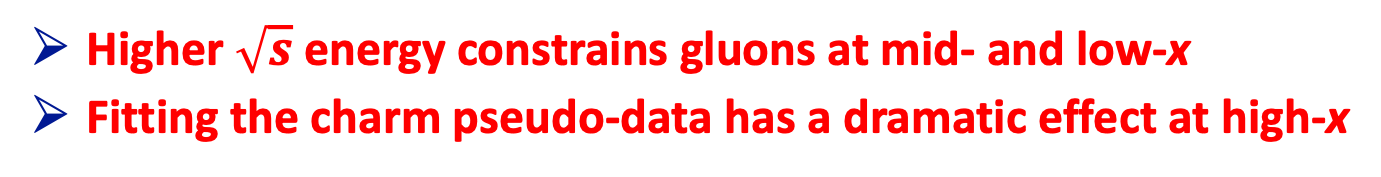 ➢ Higher √s energy constrains gluons at mid- and low-x
➢ Fitting the charm pseudo-data has a dramatic effect at high-x